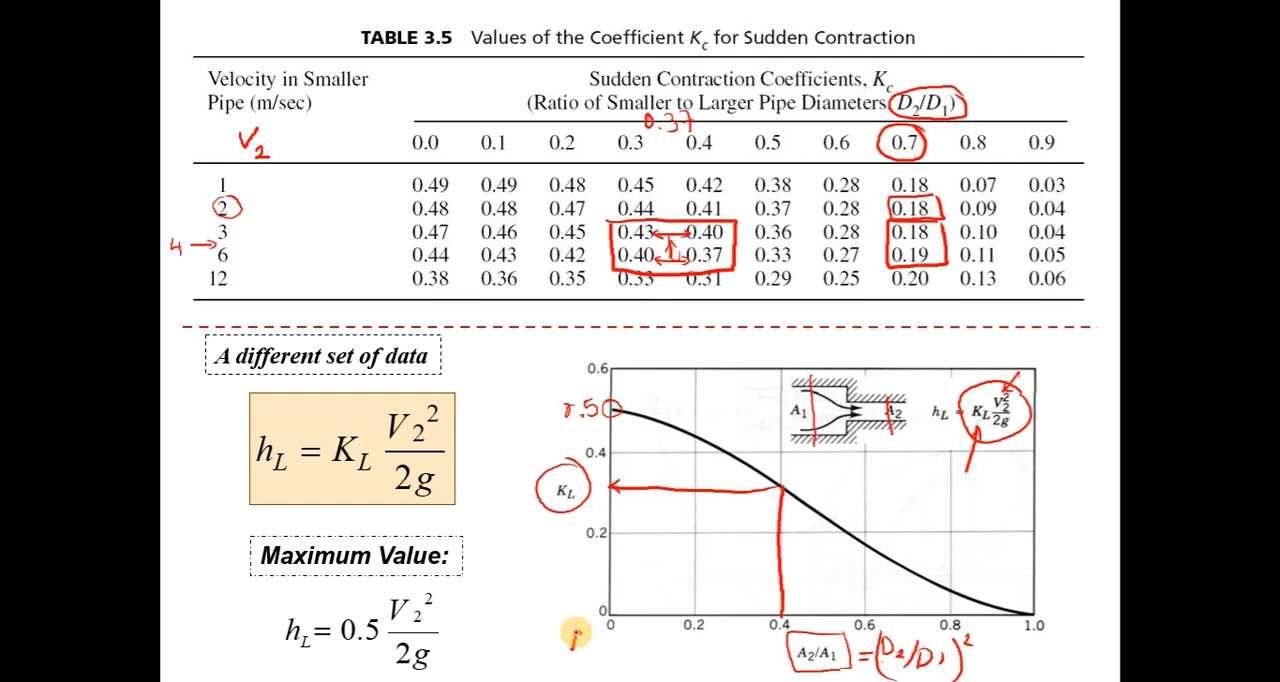 TABLE 3.5 Values of the Coefficient Kc for Sudden Contraction
Velocity in Smaller Sudden Contraction Coefficients, Kc
Pipe (m/sec) (Ratio of Smaller to Larger Pipe Diameters, D2/D1)
0.37
V2 0.0 0.1 0.2 0.3 0.4 0.5 0.6 0.7 0.8 0.9
1 0.49 0.49 0.48 0.45 0.42 0.38 0.28 0.18 0.07 0.03
2 0.48 0.48 0.47 0.44 0.41 0.37 0.28 0.18 0.09 0.04
3 0.47 0.46 0.45 0.43 0.40 0.36 0.28 0.18 0.10 0.04
4 →
6 0.44 0.43 0.42 0.40 0.37 0.33 0.27 0.19 0.11 0.05
12 0.38 0.36 0.35 0.33 0.31 0.29 0.25 0.20 0.13 0.06
A different set of data
hL = KL V2²/2g
Maximum Value:
hL = 0.5 V2²/2g
0.6
0.5
0.4
KL
0.2
0
A1 A2 hL = KL V2²/2g
0 0.2 0.4 0.6 0.8 1.0
A2/A1 = (D2/D1)²